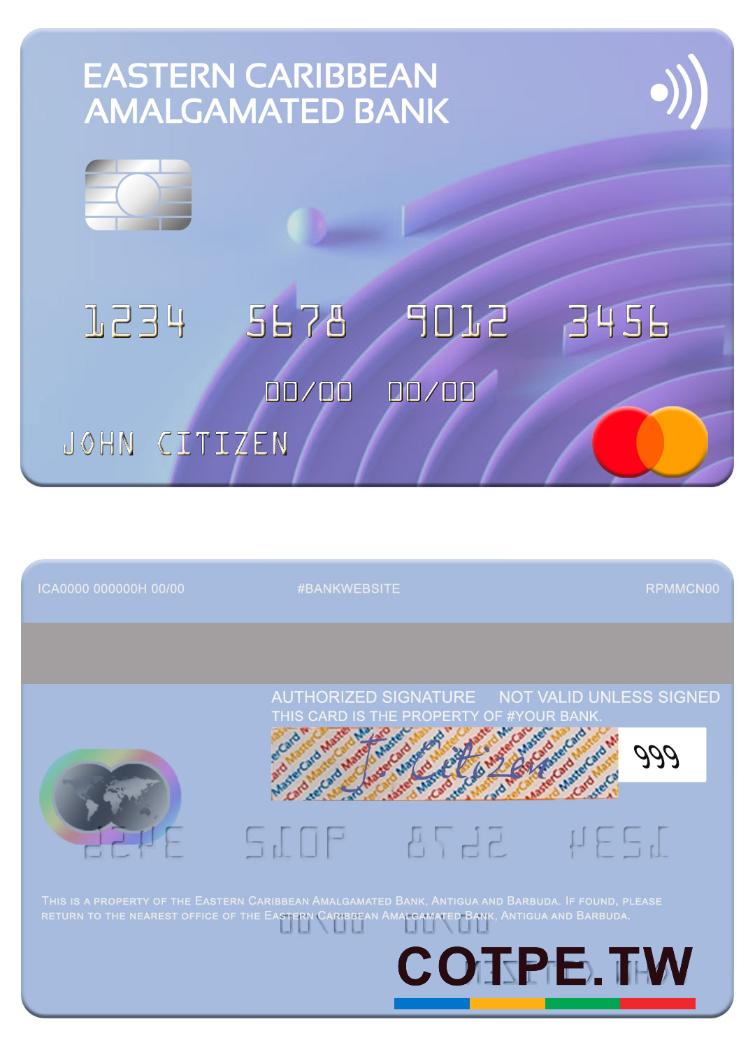 EASTERN CARIBBEAN
AMALGAMATED BANK
1234 5678 9012 3456
00/00 00/00
JOHN CITIZEN
ICA0000 000000H 00/00 #BANKWEBSITE RPMMCN00
AUTHORIZED SIGNATURE NOT VALID UNLESS SIGNED
THIS CARD IS THE PROPERTY OF #YOUR BANK.
MasterCard
J. Citizen
999
THIS IS A PROPERTY OF THE EASTERN CARIBBEAN AMALGAMATED BANK, ANTIGUA AND BARBUDA. IF FOUND, PLEASE
RETURN TO THE NEAREST OFFICE OF THE EASTERN CARIBBEAN AMALGAMATED BANK, ANTIGUA AND BARBUDA.
COTPE.TW